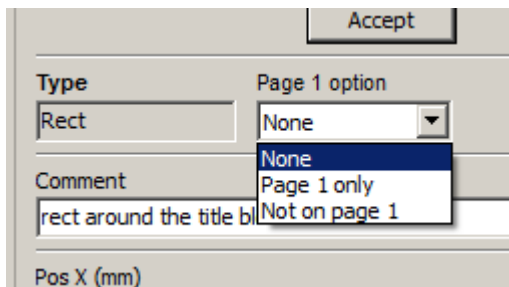 Accept
Type
Page 1 option
Rect
None
None
Page 1 only
Not on page 1
Comment
rect around the title bl
Pos X (mm)